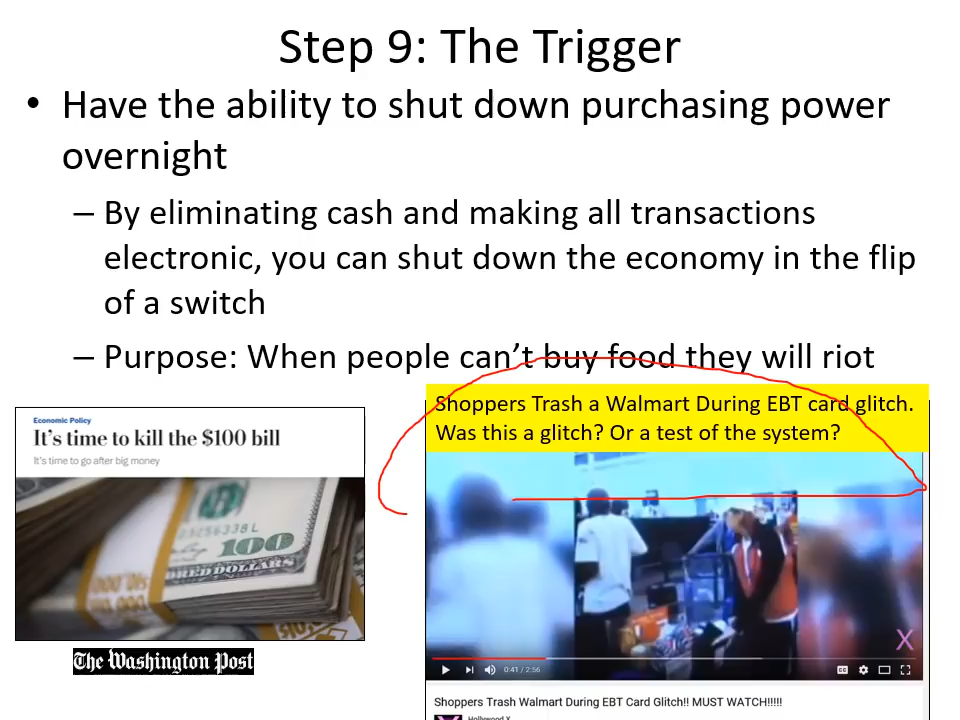 Step 9: The Trigger
• Have the ability to shut down purchasing power
overnight
– By eliminating cash and making all transactions
electronic, you can shut down the economy in the flip
of a switch
– Purpose: When people can't buy food they will riot
Economic Policy
It's time to kill the $100 bill
It's time to go after big money
100
The Washington Post
Shoppers Trash a Walmart During EBT card glitch.
Was this a glitch? Or a test of the system?
X
0:41 / 2:56
Shoppers Trash Walmart During EBT Card Glitch!! MUST WATCH!!!!!
Hollywood X